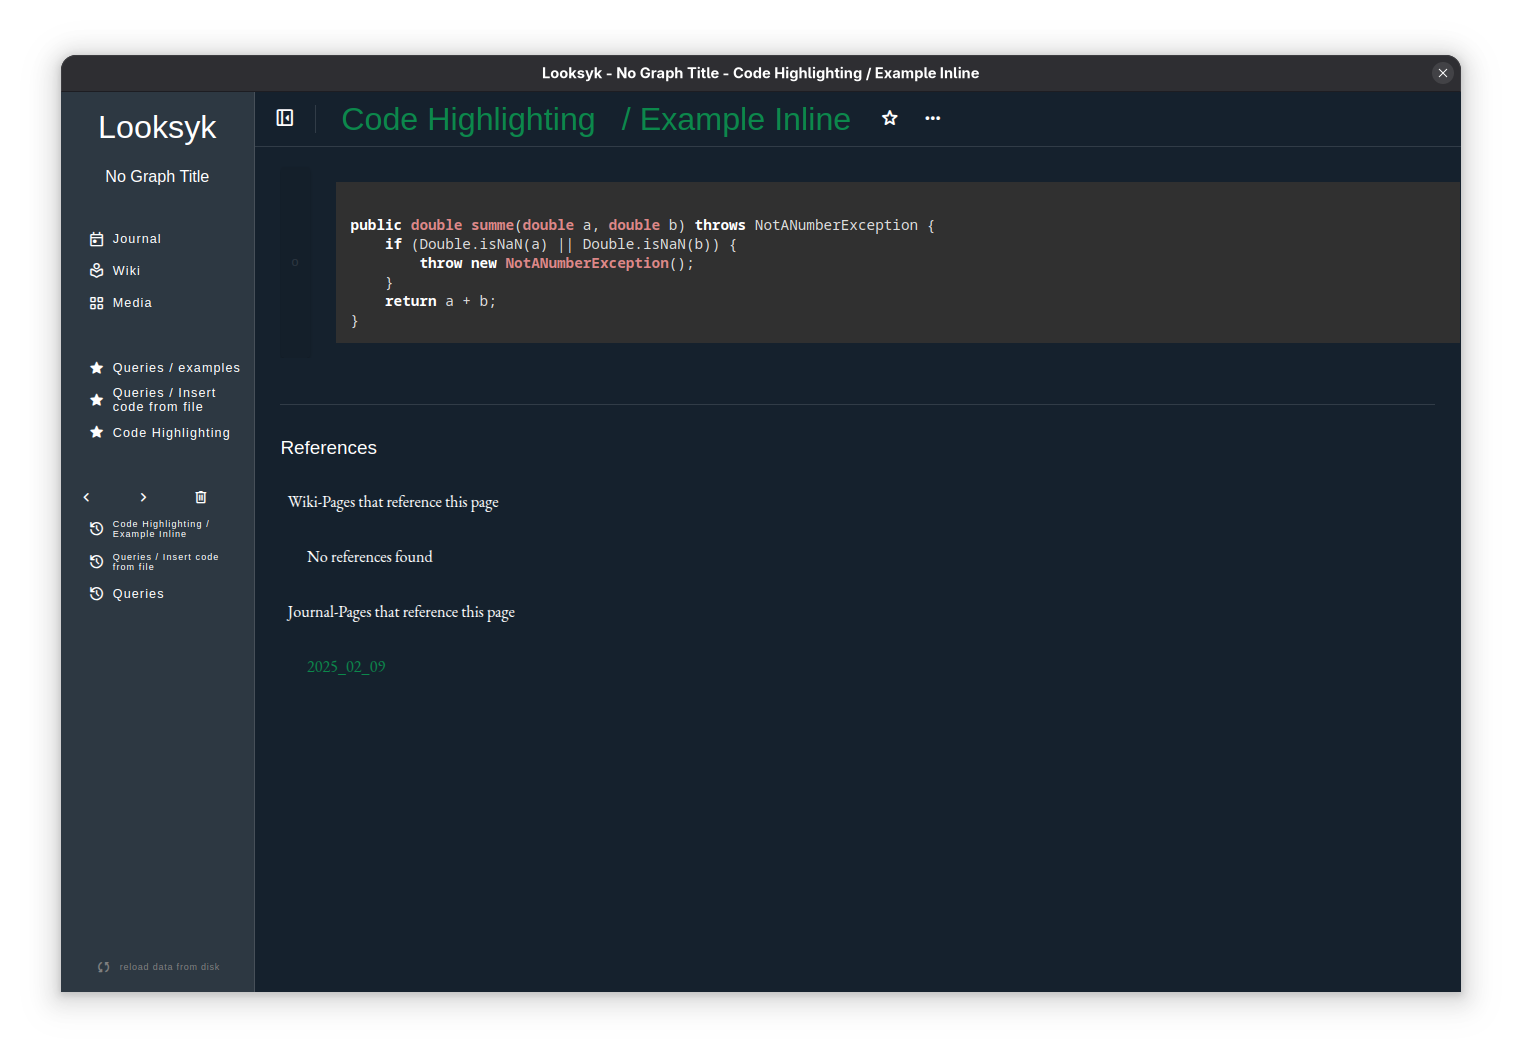 Looksyk - No Graph Title - Code Highlighting / Example Inline
Looksyk
No Graph Title
Journal
Wiki
Media
Queries / examples
Queries / Insert
code from file
Code Highlighting
Code Highlighting /
Example Inline
Queries / Insert code
from file
Queries
reload data from disk
Code Highlighting / Example Inline
public double summe(double a, double b) throws NotANumberException {
    if (Double.isNaN(a) || Double.isNaN(b)) {
        throw new NotANumberException();
    }
    return a + b;
}
References
Wiki-Pages that reference this page
No references found
Journal-Pages that reference this page
2025_02_09